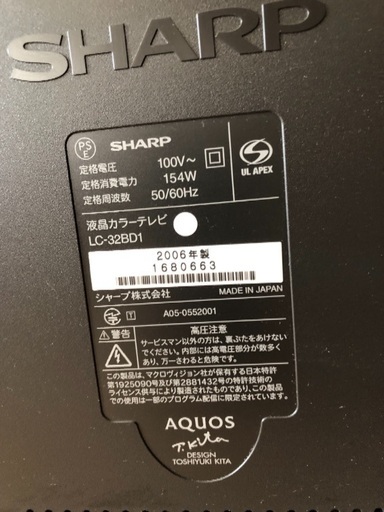 SHARP
PS
E
SHARP
定格電圧 100V~
定格消費電力 154W
定格周波数 50/60Hz
S
UL APEX
液晶カラーテレビ
LC-32BD1
2006年製
1680663
シャープ株式会社 MADE IN JAPAN
T A05-0552001
警告 高圧注意
サービスマン以外の方は、裏ぶたをあけない
でください。内部には高電圧部分が数多く
あり、万一さわると危険です。
この製品は、マクロヴィジョン社が保有する日本特許
第1925090号及び第2881432号の特許技術の
ライセンス供与により製造されたものであり、この製品
の使用は一部のプログラム配信に限定されます。
AQUOS
T. Kita
DESIGN
TOSHIYUKI KITA